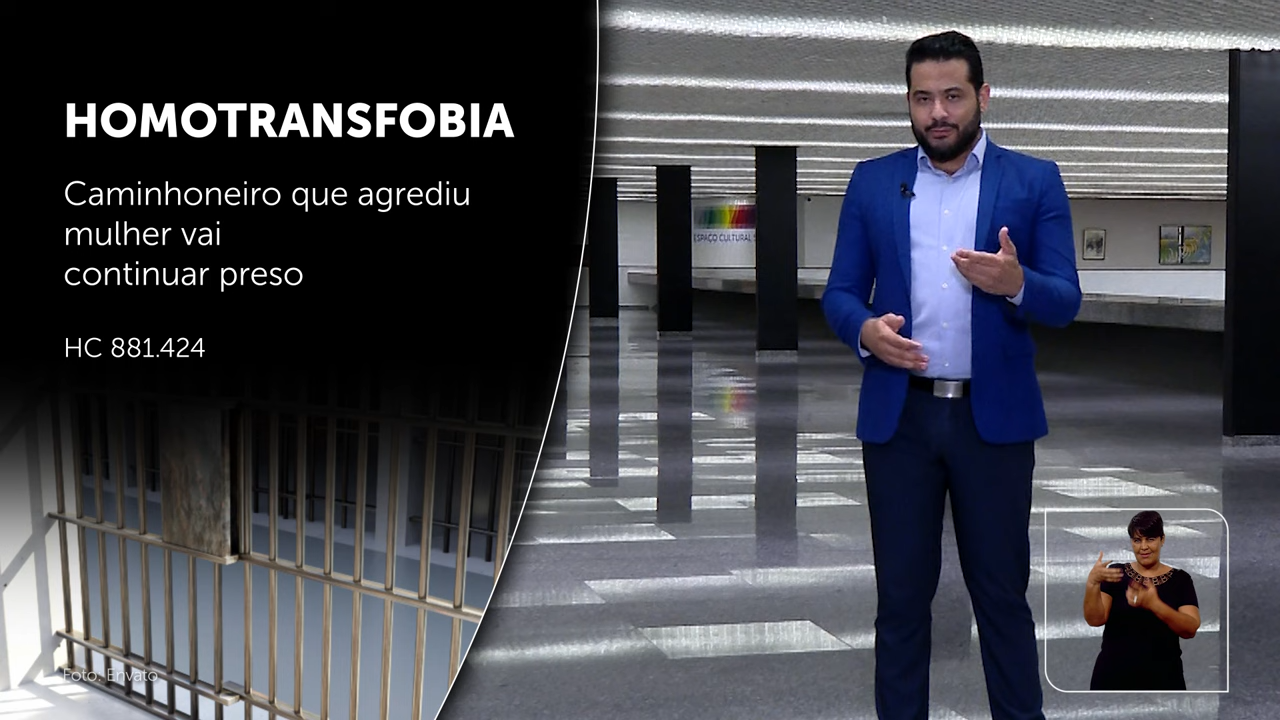 HOMOTRANSFOBIA
Caminhoneiro que agrediu
mulher vai
continuar preso
HC 881.424
ESPAÇO CULTURAL
Foto: Envato